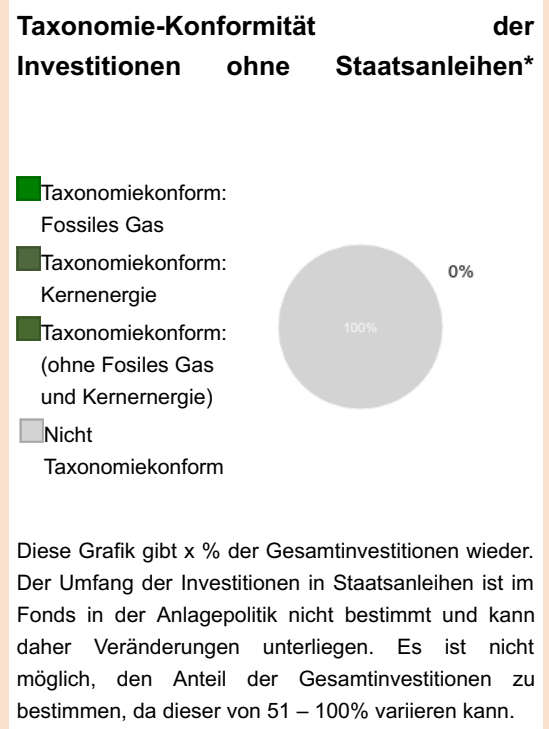 Taxonomie-Konformität der
Investitionen ohne Staatsanleihen*
Taxonomiekonform:
Fossiles Gas
Taxonomiekonform:
Kernenergie
Taxonomiekonform:
(ohne Fosiles Gas
und Kernernergie)
Nicht
Taxonomiekonform
0%
100%
Diese Grafik gibt x % der Gesamtinvestitionen wieder.
Der Umfang der Investitionen in Staatsanleihen ist im
Fonds in der Anlagepolitik nicht bestimmt und kann
daher Veränderungen unterliegen. Es ist nicht
möglich, den Anteil der Gesamtinvestitionen zu
bestimmen, da dieser von 51 – 100% variieren kann.